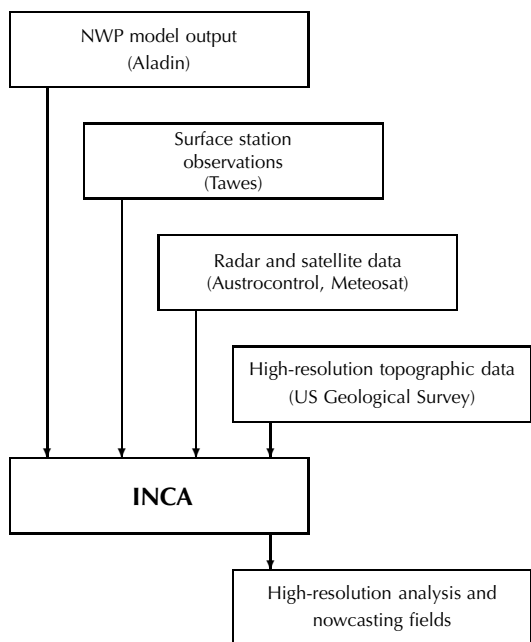 NWP model output
(Aladin)
Surface station
observations
(Tawes)
Radar and satellite data
(Austrocontrol, Meteosat)
High-resolution topographic data
(US Geological Survey)
INCA
High-resolution analysis and
nowcasting fields